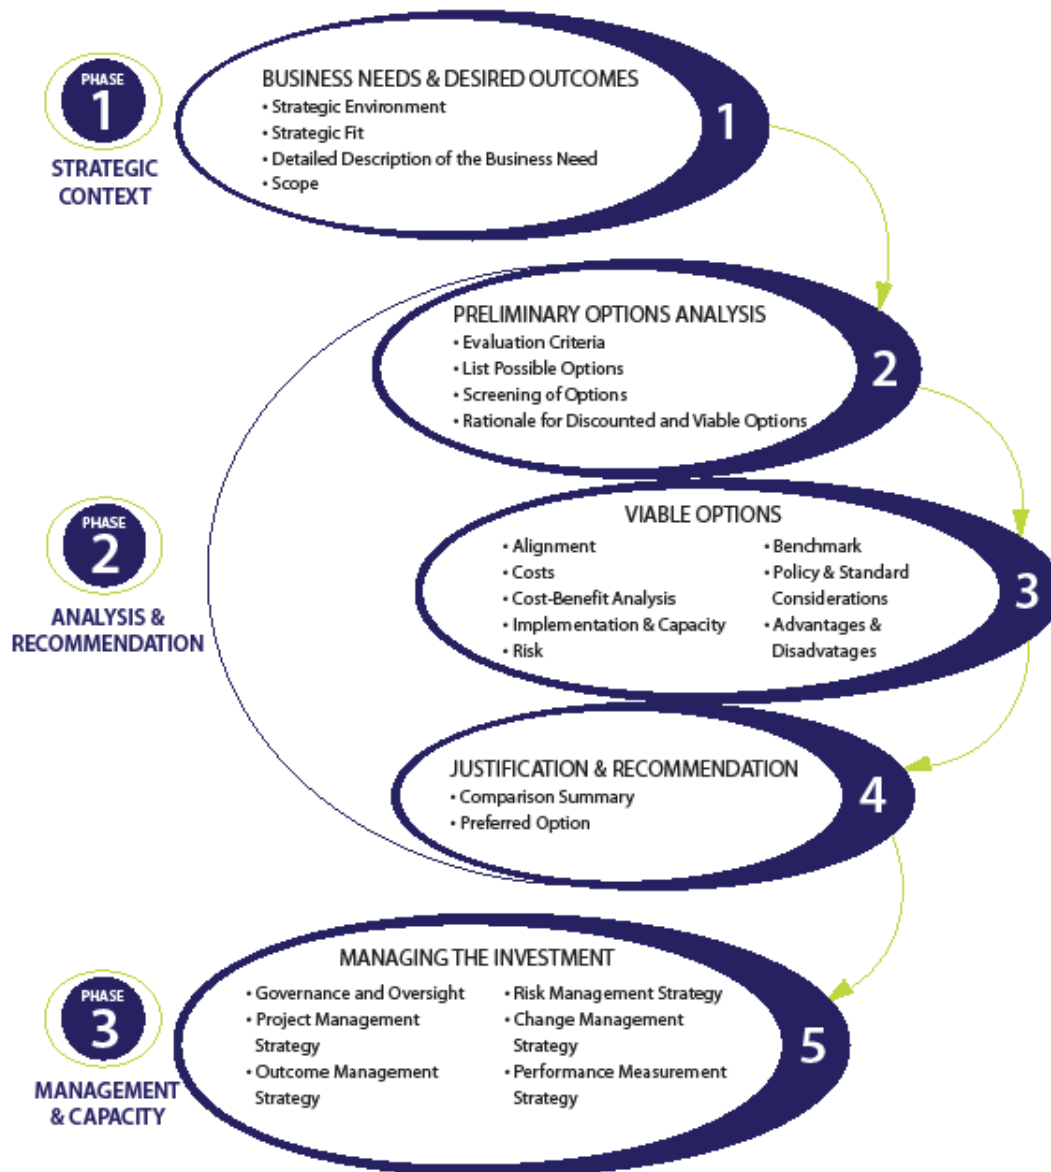 PHASE
1
STRATEGIC
CONTEXT
BUSINESS NEEDS & DESIRED OUTCOMES
• Strategic Environment
• Strategic Fit
• Detailed Description of the Business Need
• Scope
1
PRELIMINARY OPTIONS ANALYSIS
• Evaluation Criteria
• List Possible Options
• Screening of Options
• Rationale for Discounted and Viable Options
2
PHASE
2
ANALYSIS &
RECOMMENDATION
VIABLE OPTIONS
• Alignment
• Costs
• Cost-Benefit Analysis
• Implementation & Capacity
• Risk
• Benchmark
• Policy & Standard
Considerations
• Advantages &
Disadvatages
3
JUSTIFICATION & RECOMMENDATION
• Comparison Summary
• Preferred Option
4
PHASE
3
MANAGEMENT
& CAPACITY
MANAGING THE INVESTMENT
• Governance and Oversight
• Project Management
Strategy
• Outcome Management
Strategy
• Risk Management Strategy
• Change Management
Strategy
• Performance Measurement
Strategy
5